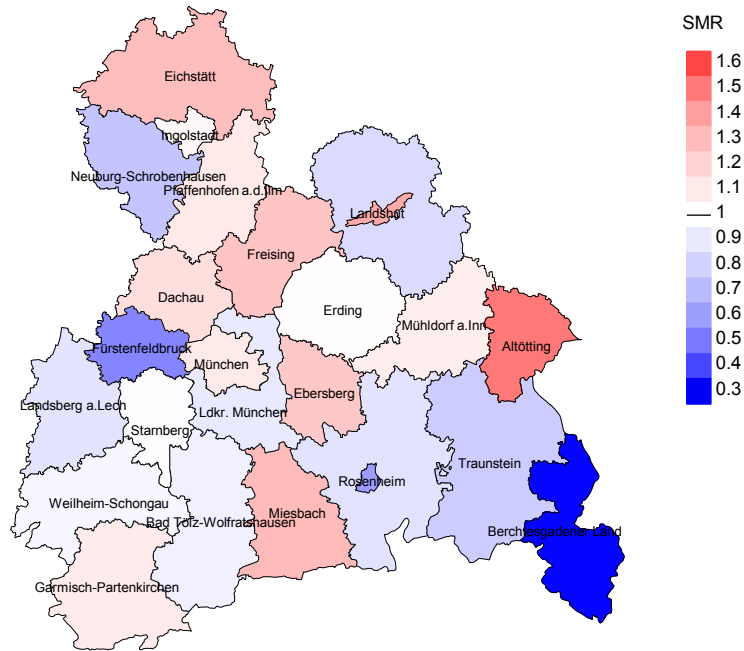 SMR
1.6
1.5
1.4
1.3
1.2
1.1
1
0.9
0.8
0.7
0.6
0.5
0.4
0.3
Eichstätt
Ingolstadt
Neuburg-Schrobenhausen
Pfaffenhofen a.d.Ilm
Landshut
Freising
Dachau
Erding
Mühldorf a.Inn
Altötting
Fürstenfeldbruck
München
Ebersberg
Landsberg a.Lech
Ldkr. München
Starnberg
Traunstein
Rosenheim
Weilheim-Schongau
Miesbach
Bad Tölz-Wolfratshausen
Berchtesgadener Land
Garmisch-Partenkirchen